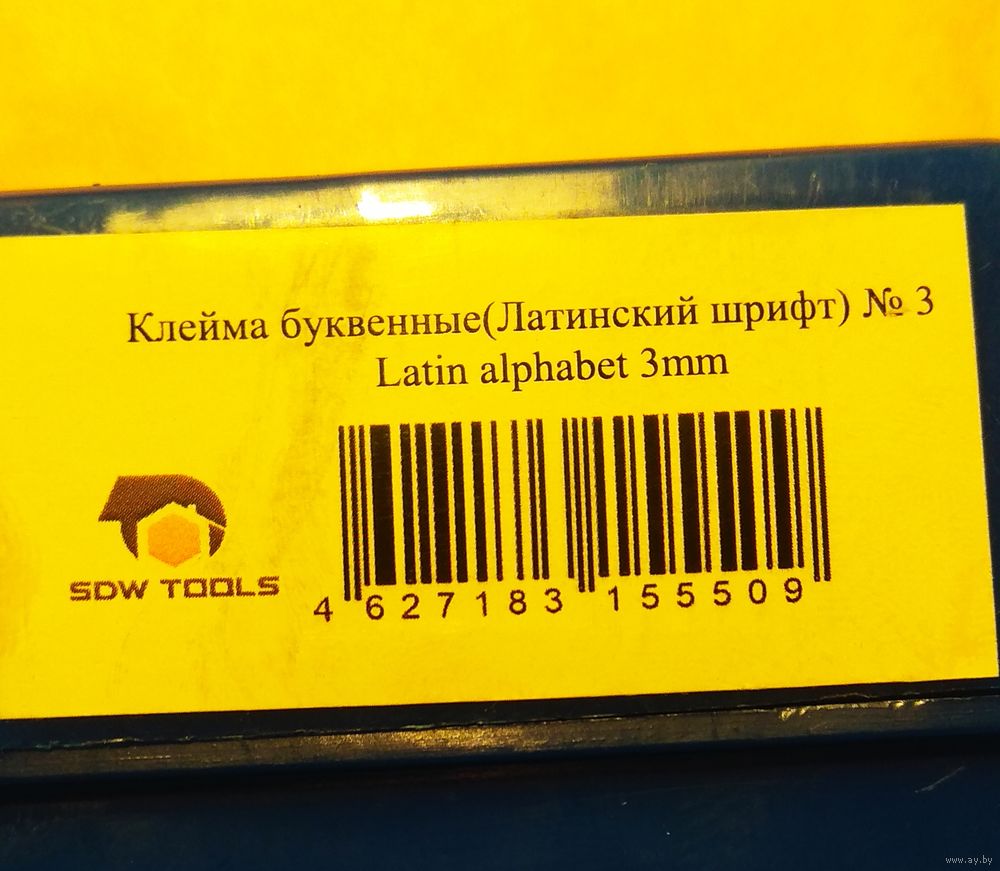 Клейма буквенные(Латинский шрифт) № 3
Latin alphabet 3mm
SDW TOOLS
4 627183 155509
www.ay.by